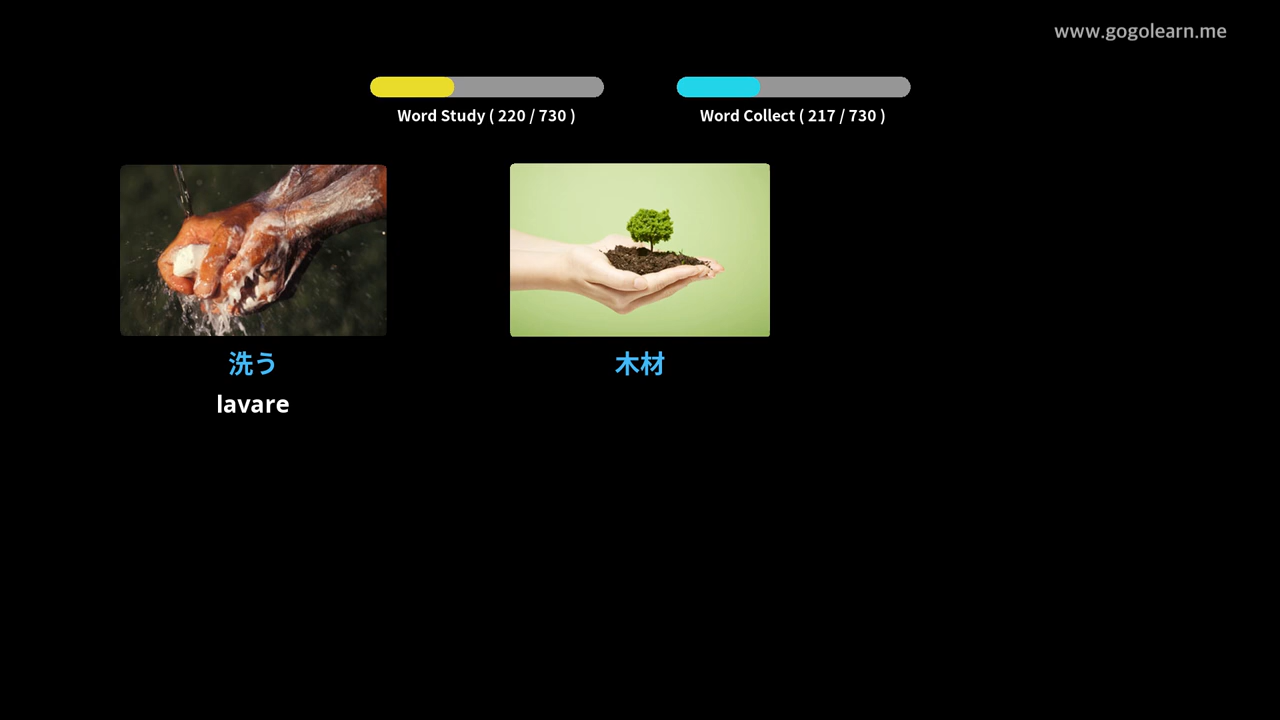 www.gogolearn.me
Word Study ( 220 / 730 )
Word Collect ( 217 / 730 )
洗う
木材
lavare